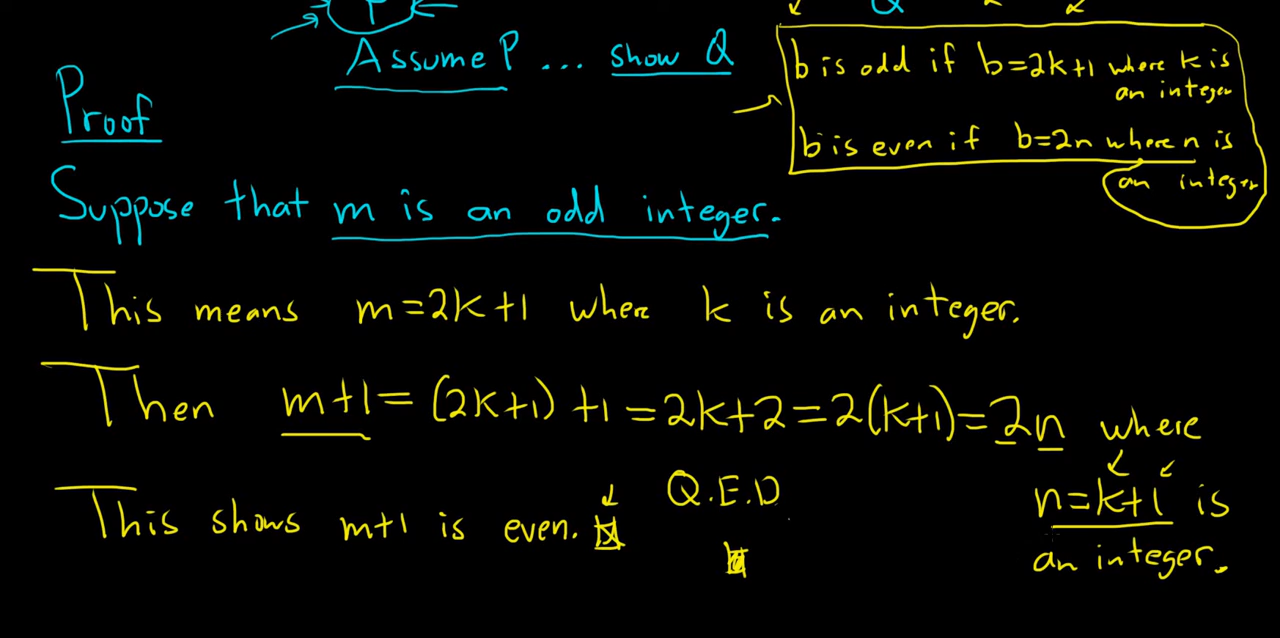 P
Q
Assume P ... show Q
b is odd if b=2k+1 where k is
an integer
b is even if b=2n where n is
an integer
Proof
Suppose that m is an odd integer.
This means m=2k+1 where k is an integer.
Then m+1=(2k+1)+1=2k+2=2(k+1)=2n where
n=k+1 is
an integer.
This shows m+1 is even. Q.E.D